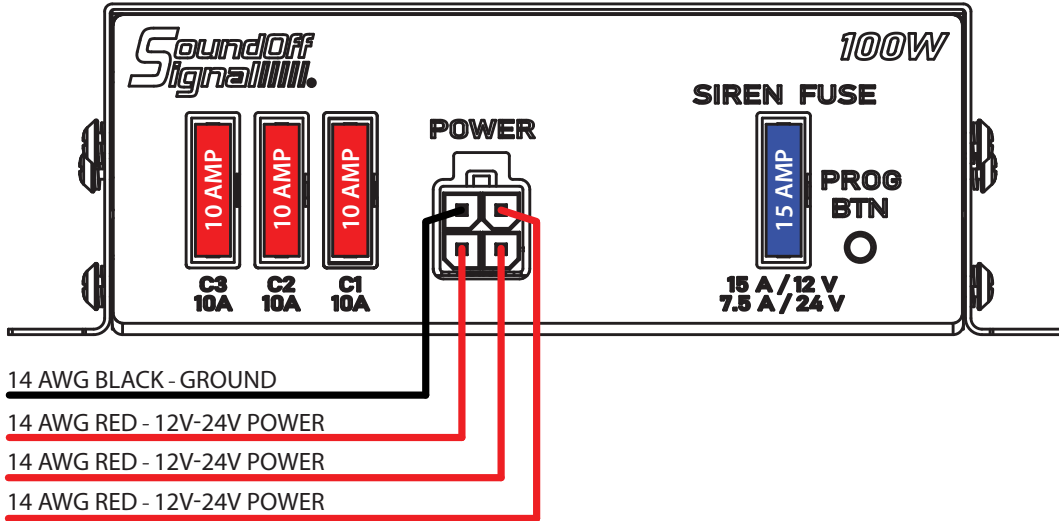 SoundOff
Signal
100W
SIREN FUSE
POWER
10 AMP
10 AMP
10 AMP
15 AMP
PROG
BTN
C3
10A
C2
10A
C1
10A
15 A / 12 V
7.5 A / 24 V
14 AWG BLACK - GROUND
14 AWG RED - 12V-24V POWER
14 AWG RED - 12V-24V POWER
14 AWG RED - 12V-24V POWER